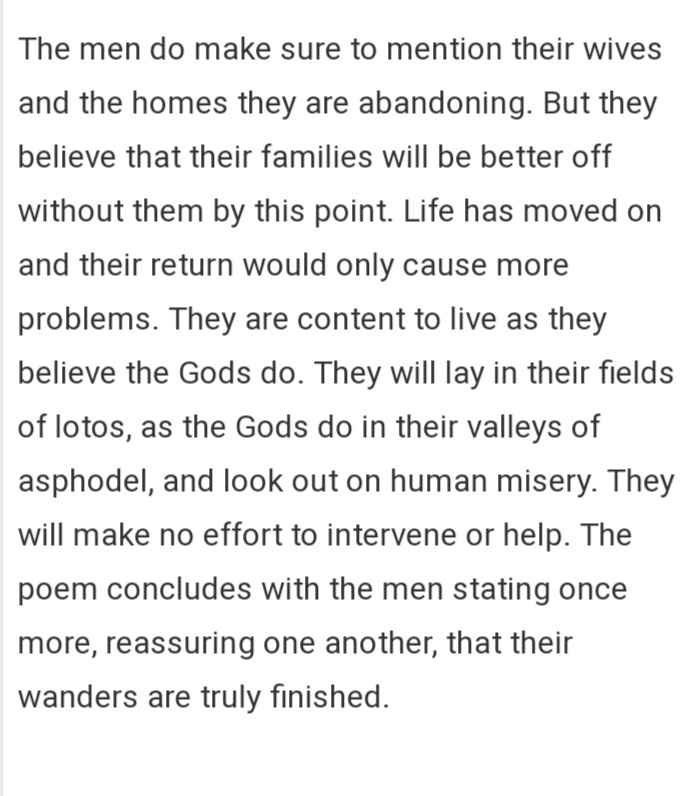 The men do make sure to mention their wives
and the homes they are abandoning. But they
believe that their families will be better off
without them by this point. Life has moved on
and their return would only cause more
problems. They are content to live as they
believe the Gods do. They will lay in their fields
of lotos, as the Gods do in their valleys of
asphodel, and look out on human misery. They
will make no effort to intervene or help. The
poem concludes with the men stating once
more, reassuring one another, that their
wanders are truly finished.